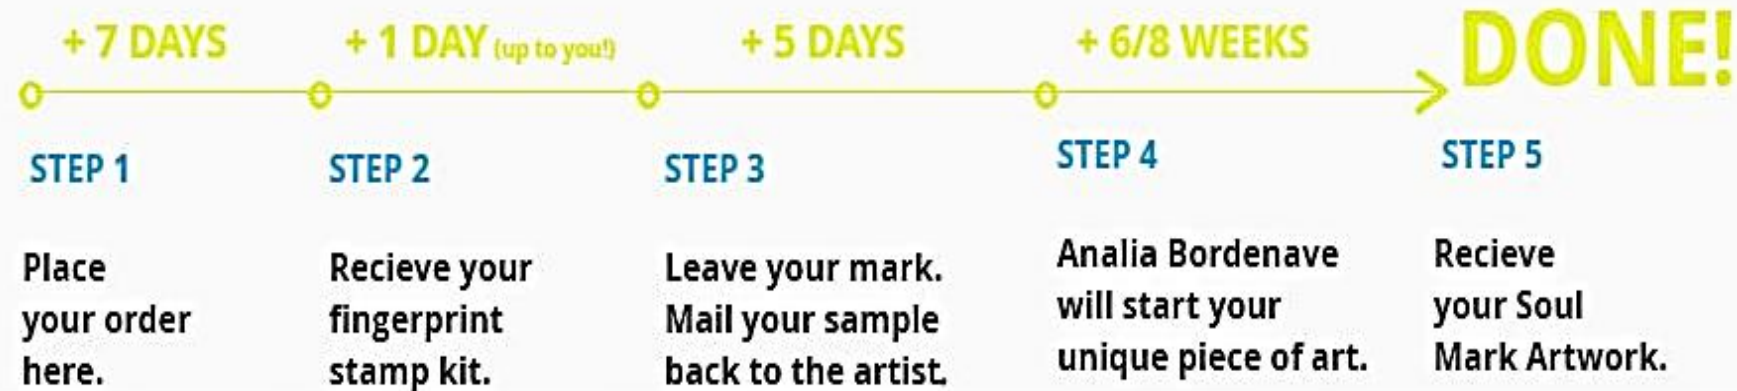 + 7 DAYS
+ 1 DAY (up to you!)
+ 5 DAYS
+ 6/8 WEEKS
DONE!
STEP 1
Place
your order
here.
STEP 2
Recieve your
fingerprint
stamp kit.
STEP 3
Leave your mark.
Mail your sample
back to the artist.
STEP 4
Analia Bordenave
will start your
unique piece of art.
STEP 5
Recieve
your Soul
Mark Artwork.